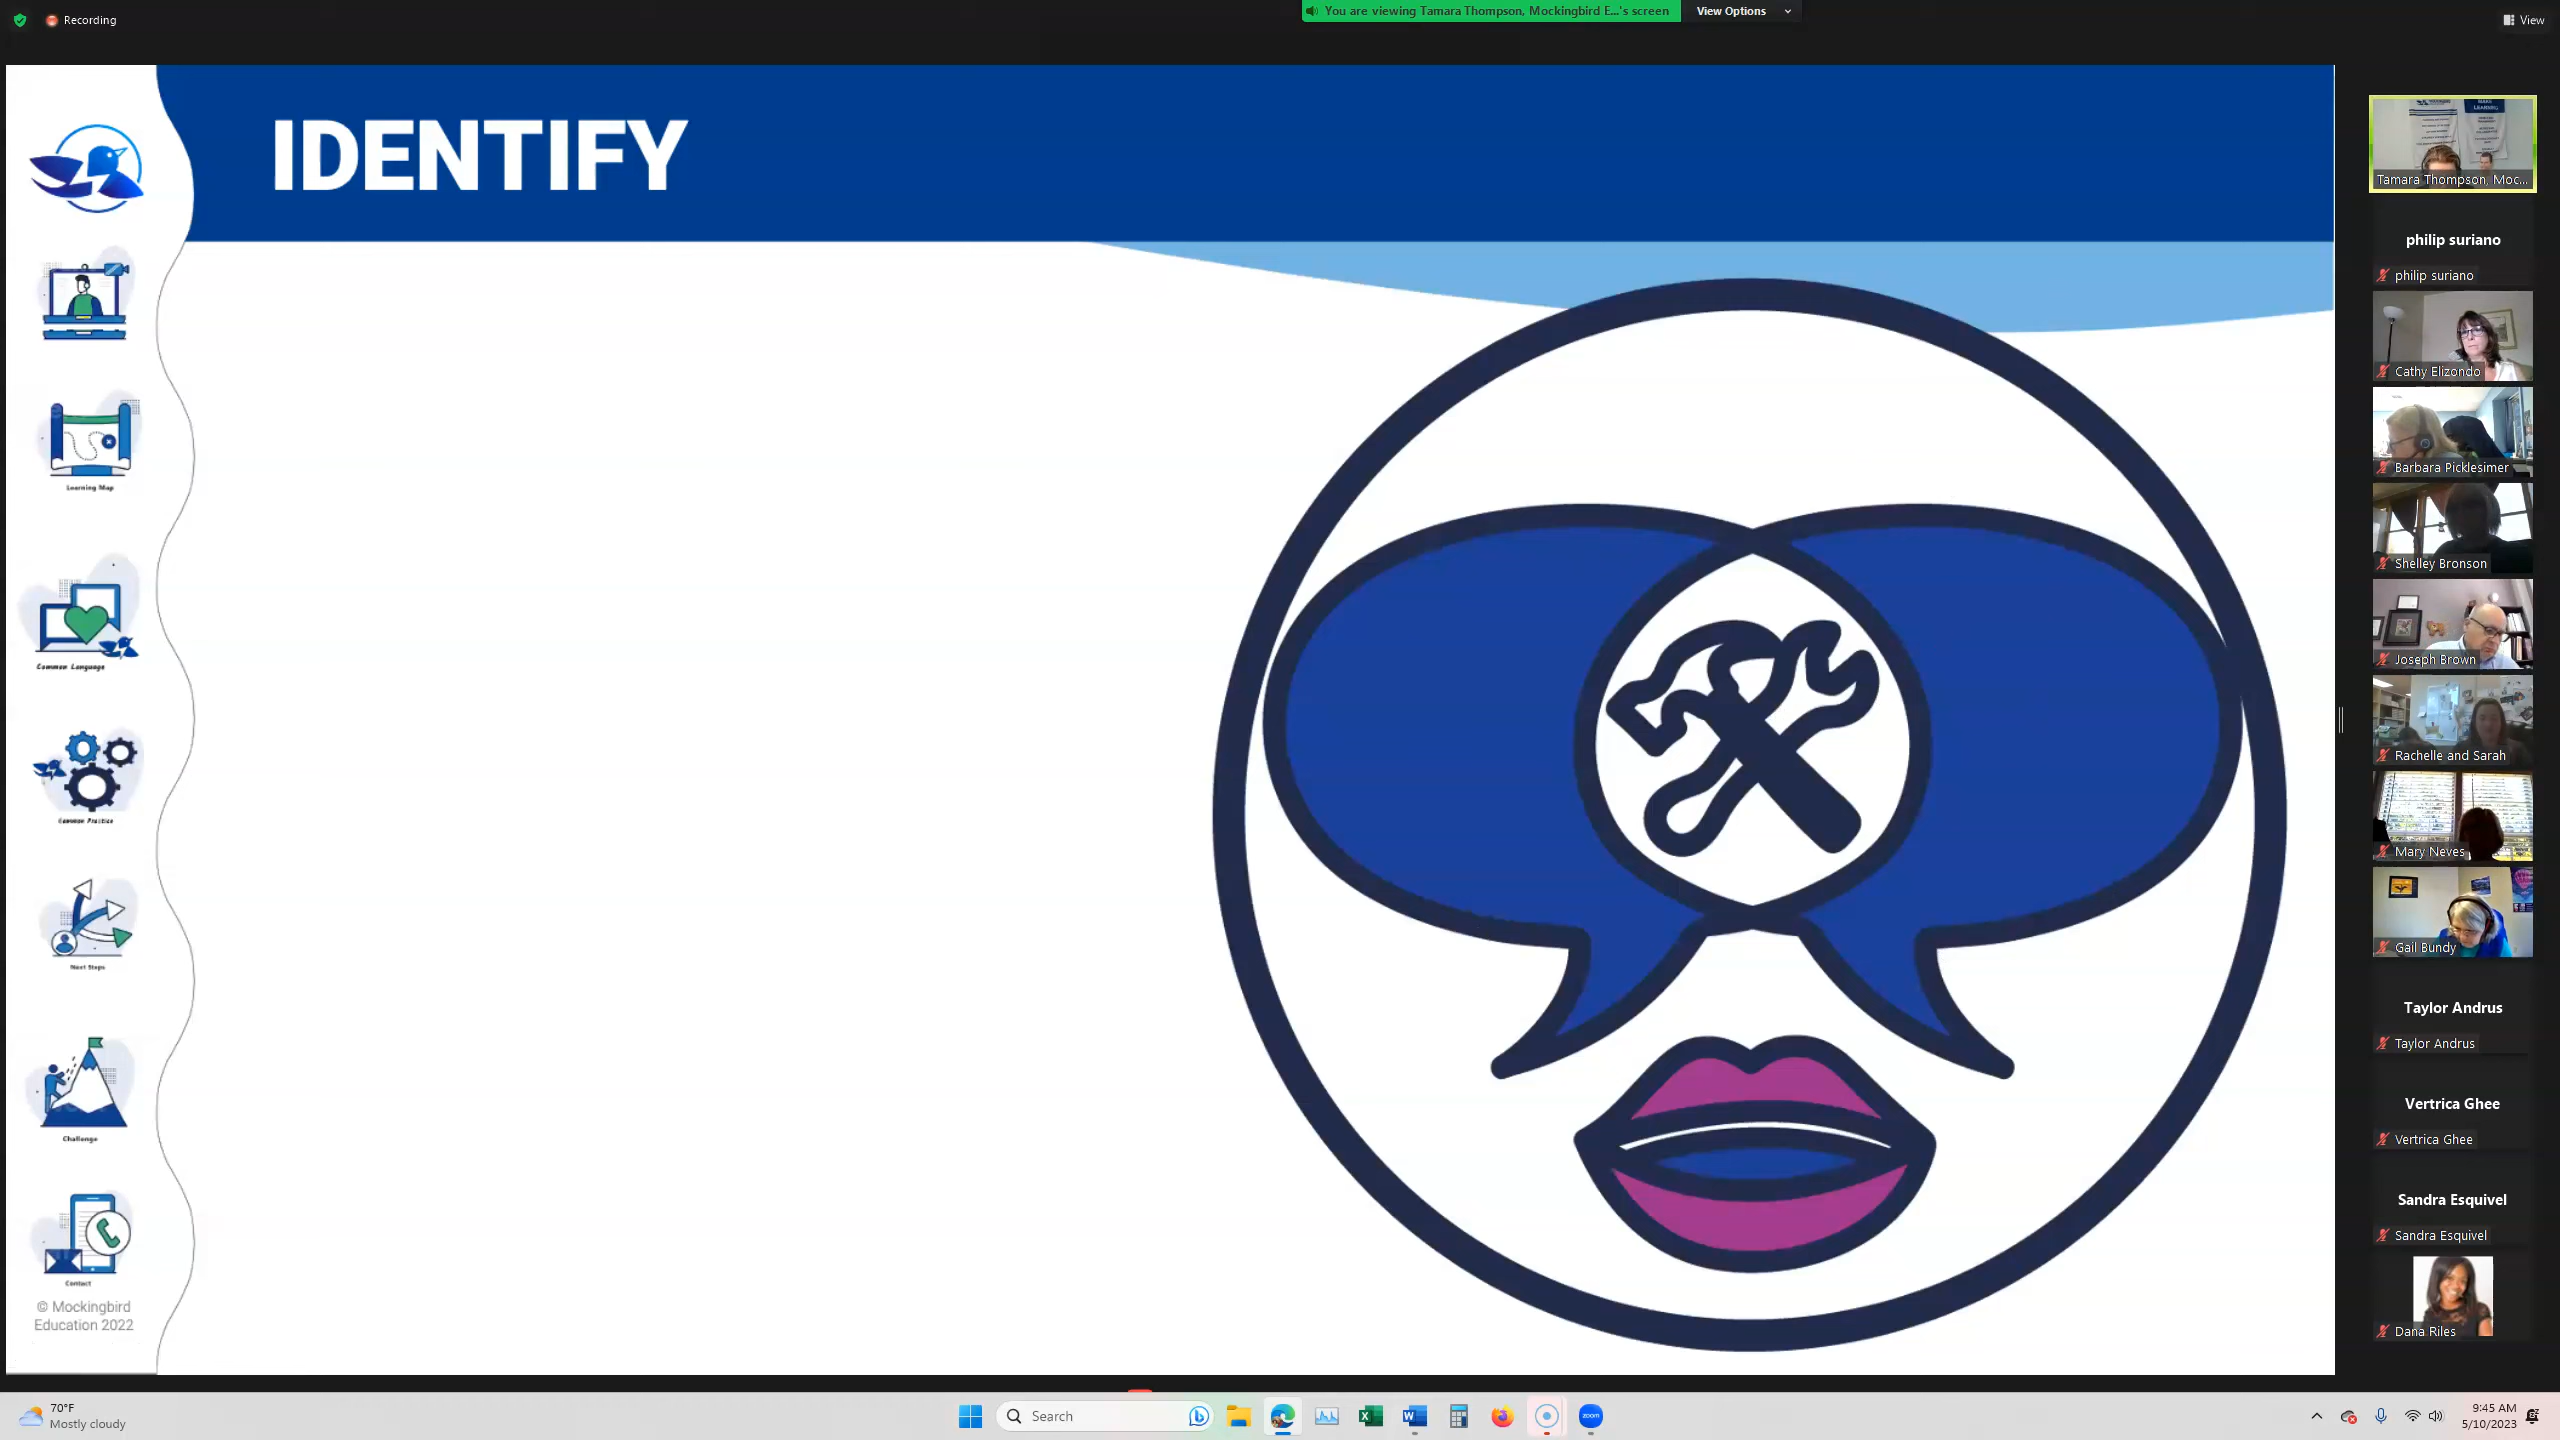 Recording
You are viewing Tamara Thompson, Mockingbird E...'s screen
View Options
View
IDENTIFY
Learning Map
Common Language
Common Practice
Next Steps
Challenge
Contact
© Mockingbird
Education 2022
Tamara Thompson, Moc...
philip suriano
philip suriano
Cathy Elizondo
Barbara Picklesimer
Shelley Bronson
Joseph Brown
Rachelle and Sarah
Mary Neves
Gail Bundy
Taylor Andrus
Taylor Andrus
Vertrica Ghee
Vertrica Ghee
Sandra Esquivel
Sandra Esquivel
Dana Riles
70°F
Mostly cloudy
Search
zoom
9:45 AM
5/10/2023